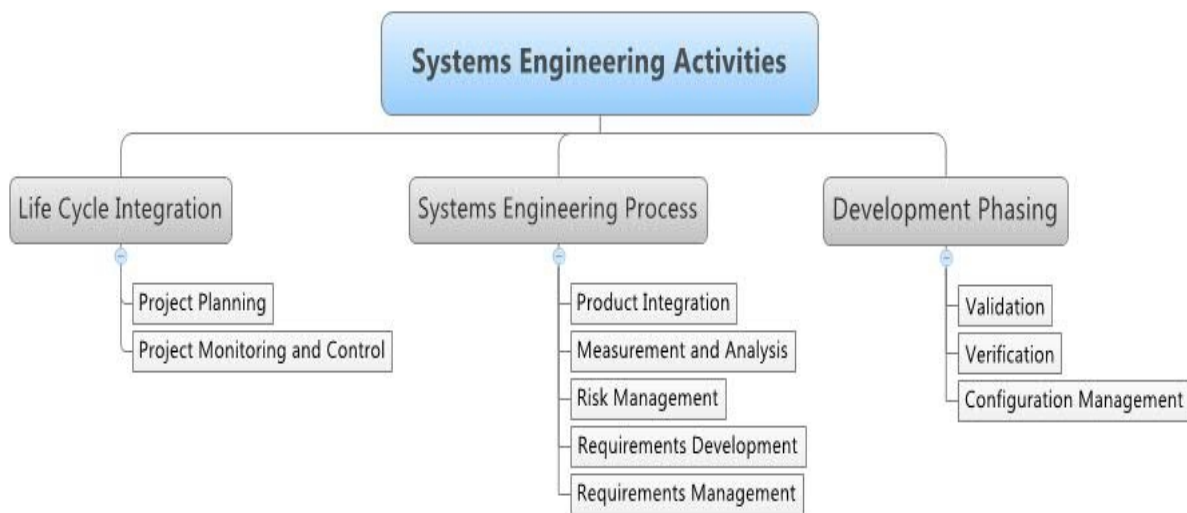 Systems Engineering Activities
Life Cycle Integration
Project Planning
Project Monitoring and Control
Systems Engineering Process
Product Integration
Measurement and Analysis
Risk Management
Requirements Development
Requirements Management
Development Phasing
Validation
Verification
Configuration Management